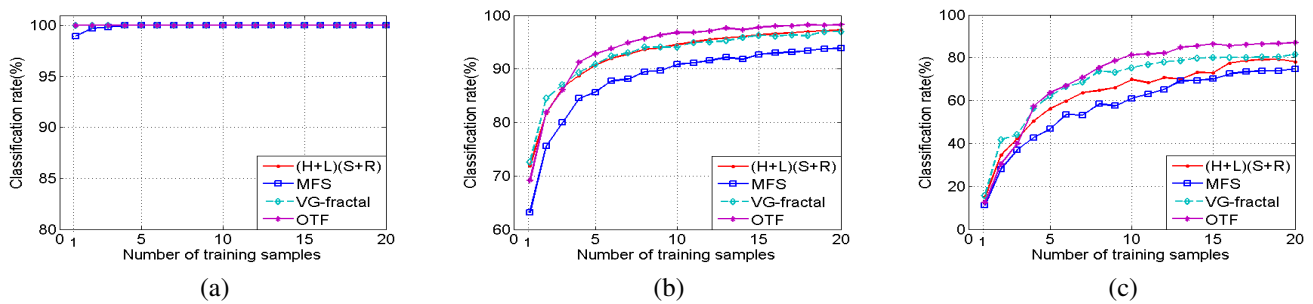 Classification rate(%)
100
95
90
85
80
0 1 5 10 15 20
Number of training samples
(H+L)(S+R)
MFS
VG-fractal
OTF
(a)
Classification rate(%)
100
90
80
70
60
0 1 5 10 15 20
Number of training samples
(H+L)(S+R)
MFS
VG-fractal
OTF
(b)
Classification rate(%)
100
80
60
40
20
0
0 1 5 10 15 20
Number of training samples
(H+L)(S+R)
MFS
VG-fractal
OTF
(c)